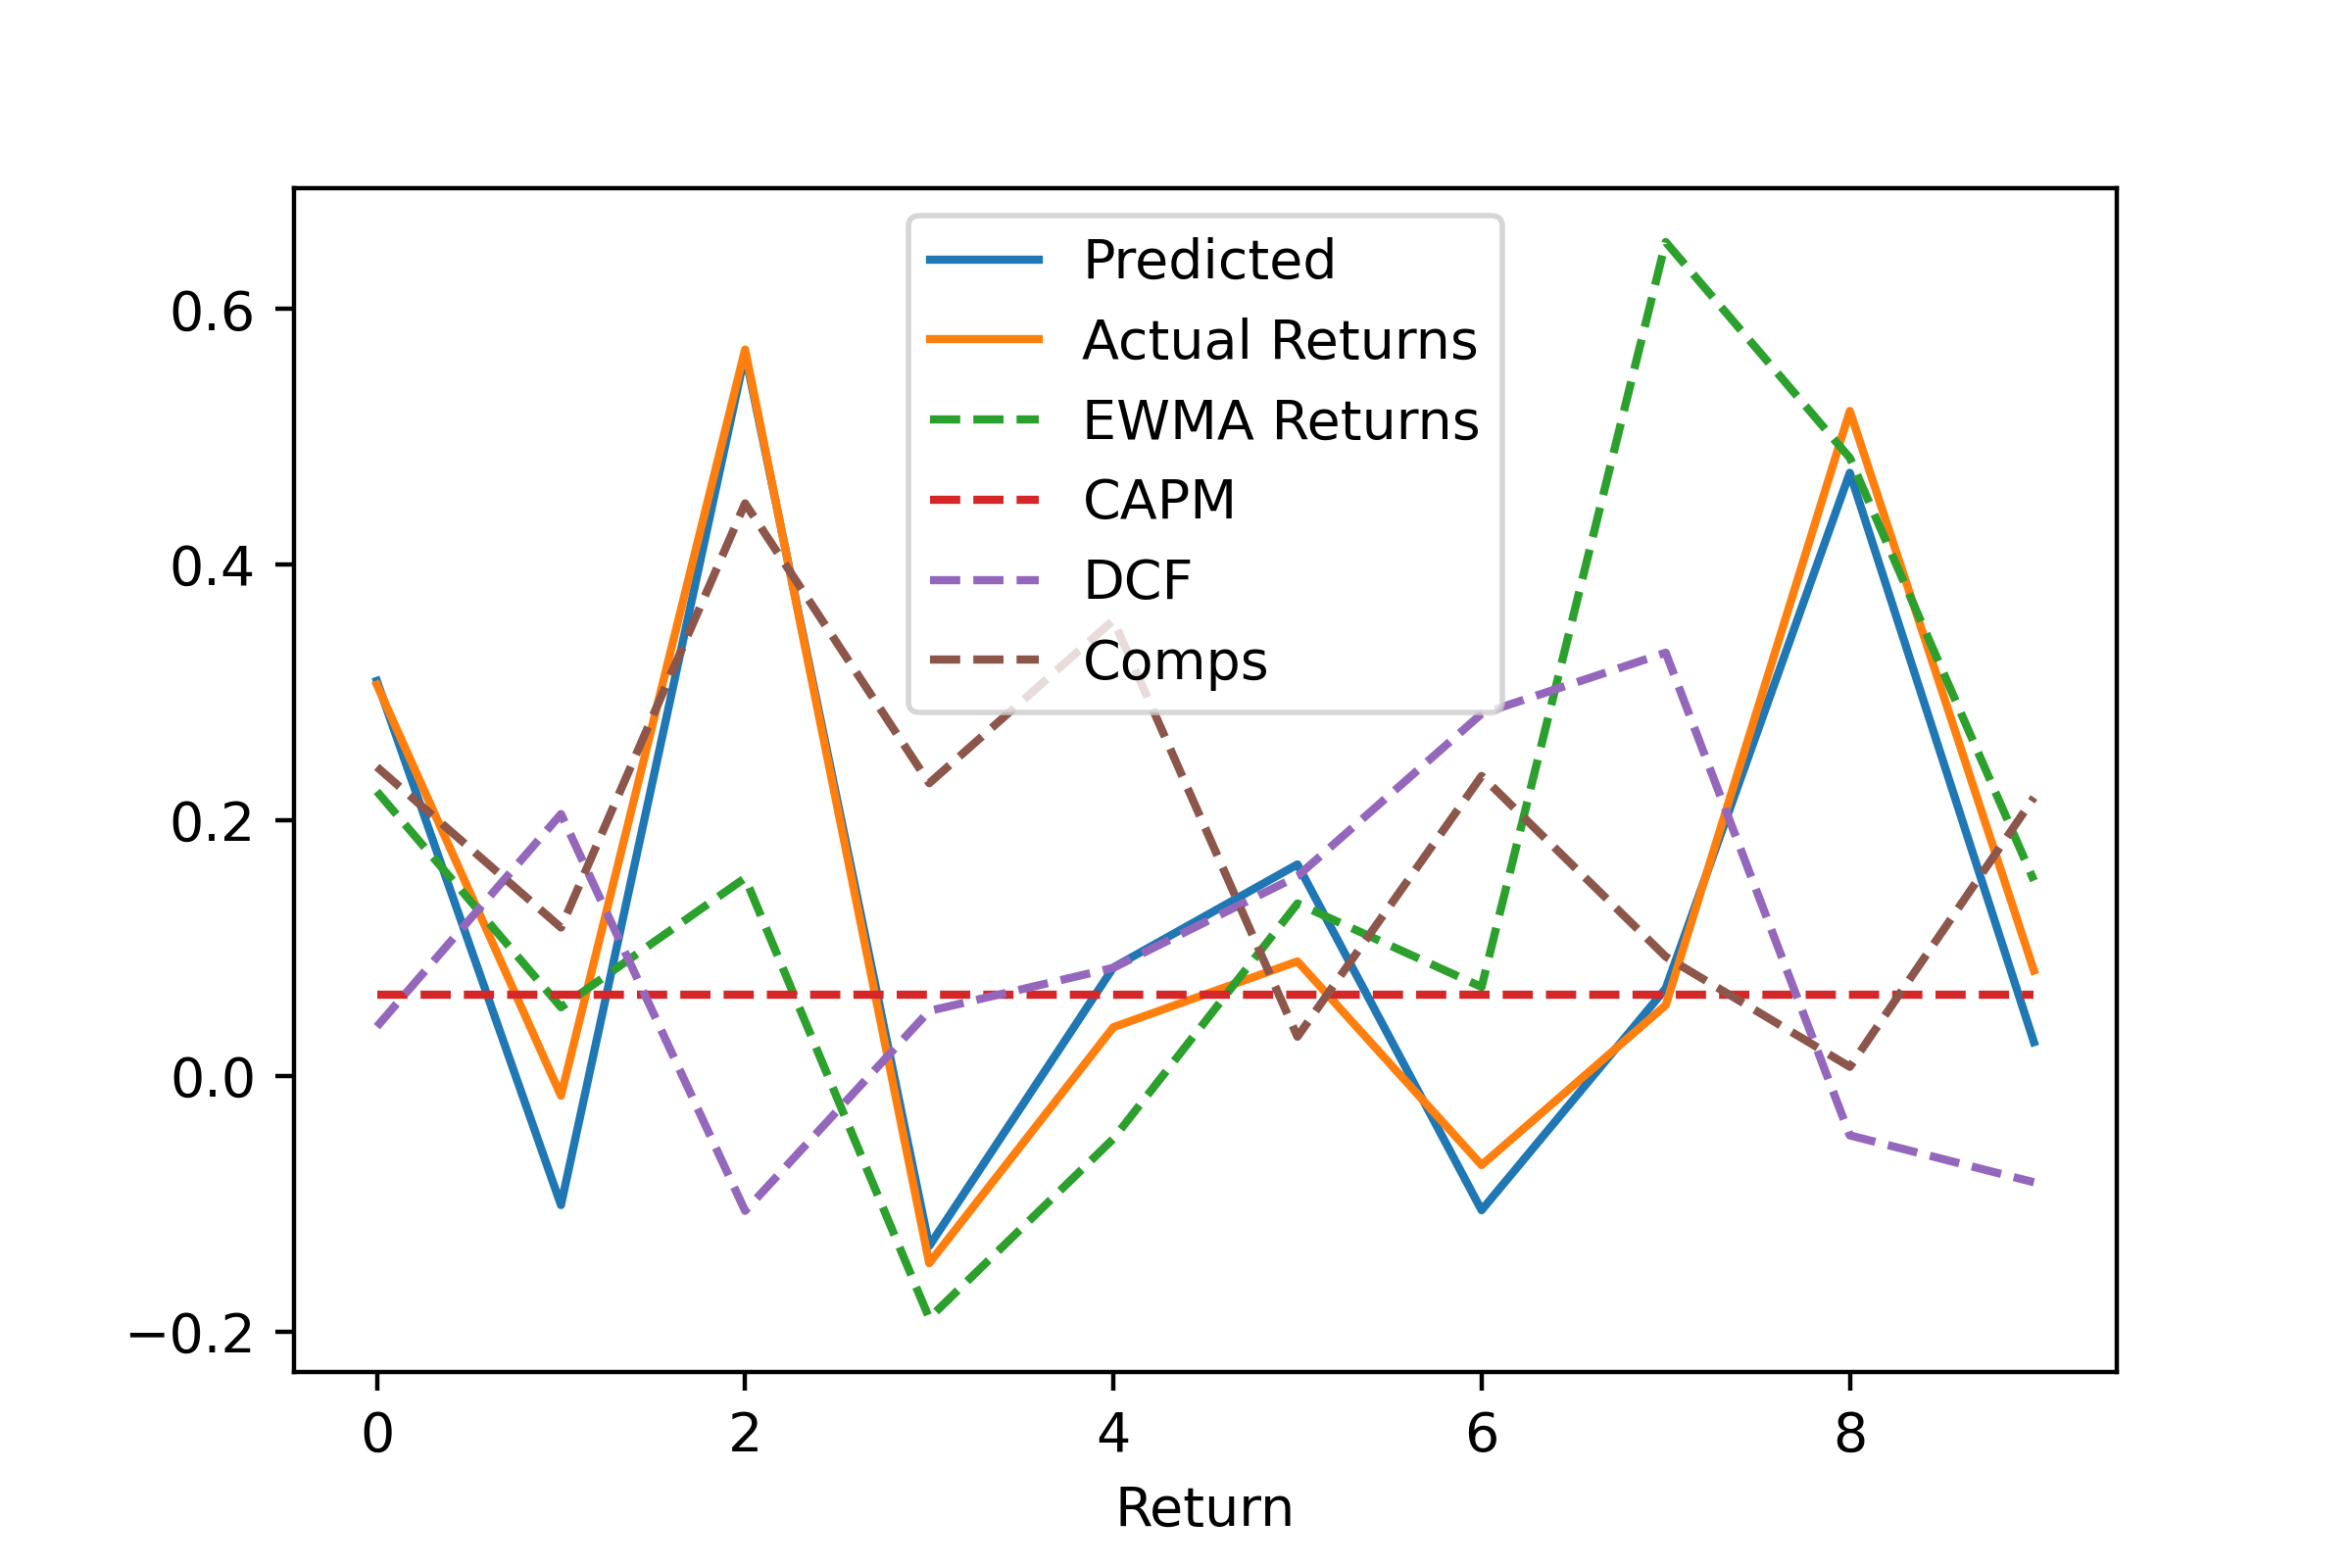 Predicted
Actual Returns
EWMA Returns
CAPM
DCF
Comps
0.6
0.4
0.2
0.0
−0.2
0 2 4 6 8
Return